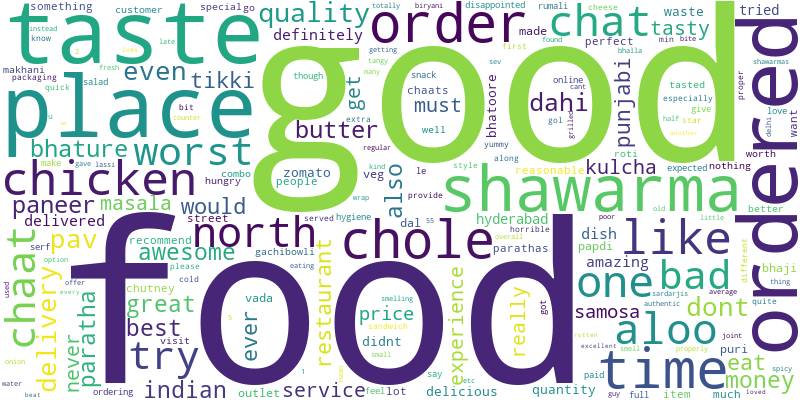 something
special
go
customer
makhani
instead
know
packaging
even
tikki
salad
quick
bit
u
taste
quality
definitely
place
worst
bhature
make
gave
lassi
combo
hungry
chicken
paneer
masala
would
delivered
street
serf
pav
recommend
option
awesome
please
offer
every
used
chaat
delivery
never
paratha
chutney
great
cold
best
vada
ever
try
visit
onion
water
beat
ordering
indian
outlet
service
food
good
order
made
though
get
snack
chaats
must
extra
butter
well
regular
zomato
people
kind
veg
wrap
also
le
provide
style
served
hygiene
dal
55
poor
horrible
north
chole
gachibowli
eating
overall
parathas
restaurant
smelling
price
sandwich
didnt
small
naan
feel
lot
say
etc
delicious
experience
really
got
totally
biryani
disappointed
rumali
cheese
getting
tangy
many
first
found
late
fresh
counter
sev
chat
waste
tasty
perfect
bhalla
min
bite
tasted
online
cant
especially
dahi
gol
grilled
bhatoore
yummy
along
punjabi
give
half
star
another
roti
reasonable
kulcha
expected
nothing
shawarma
old
little
better
hyderabad
dish
papdi
amazing
like
one
bad
samosa
dont
aloo
puri
time
eat
money
quantity
paid
guy
full
item
much
loved
smell
properly
excellent
joint
rotten
spicy
average
authentic
sardarjis
quite
thing
different
bhaji
ordered
tried
shawarmas
proper
delhi
love
want
worth